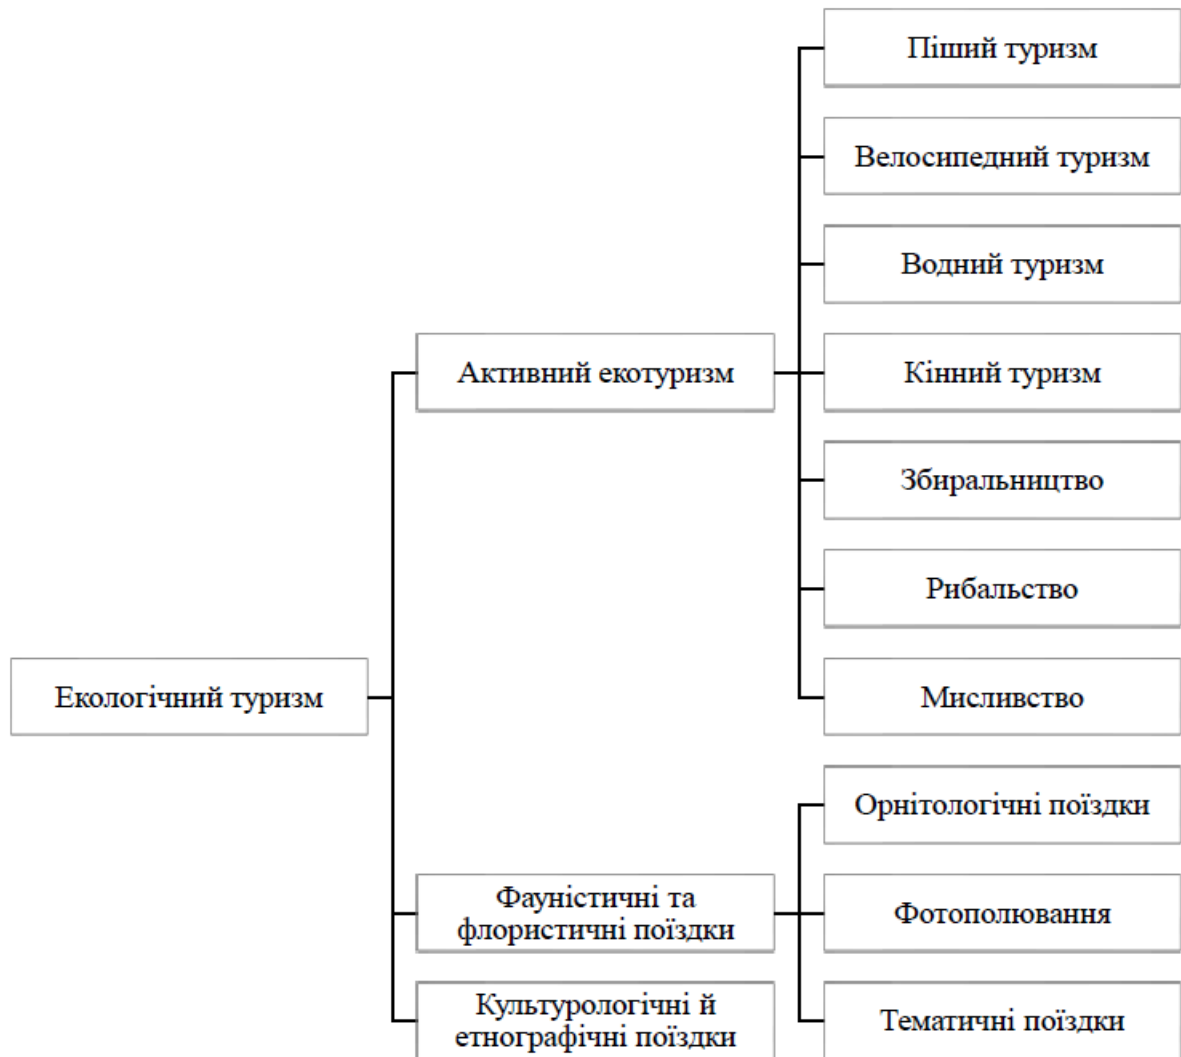 Піший туризм
Велосипедний туризм
Водний туризм
Активний екотуризм
Кінний туризм
Збиральництво
Рибальство
Екологічний туризм
Мисливство
Орнітологічні поїздки
Фауністичні та
флористичні поїздки
Фотополювання
Культурологічні й
етнографічні поїздки
Тематичні поїздки